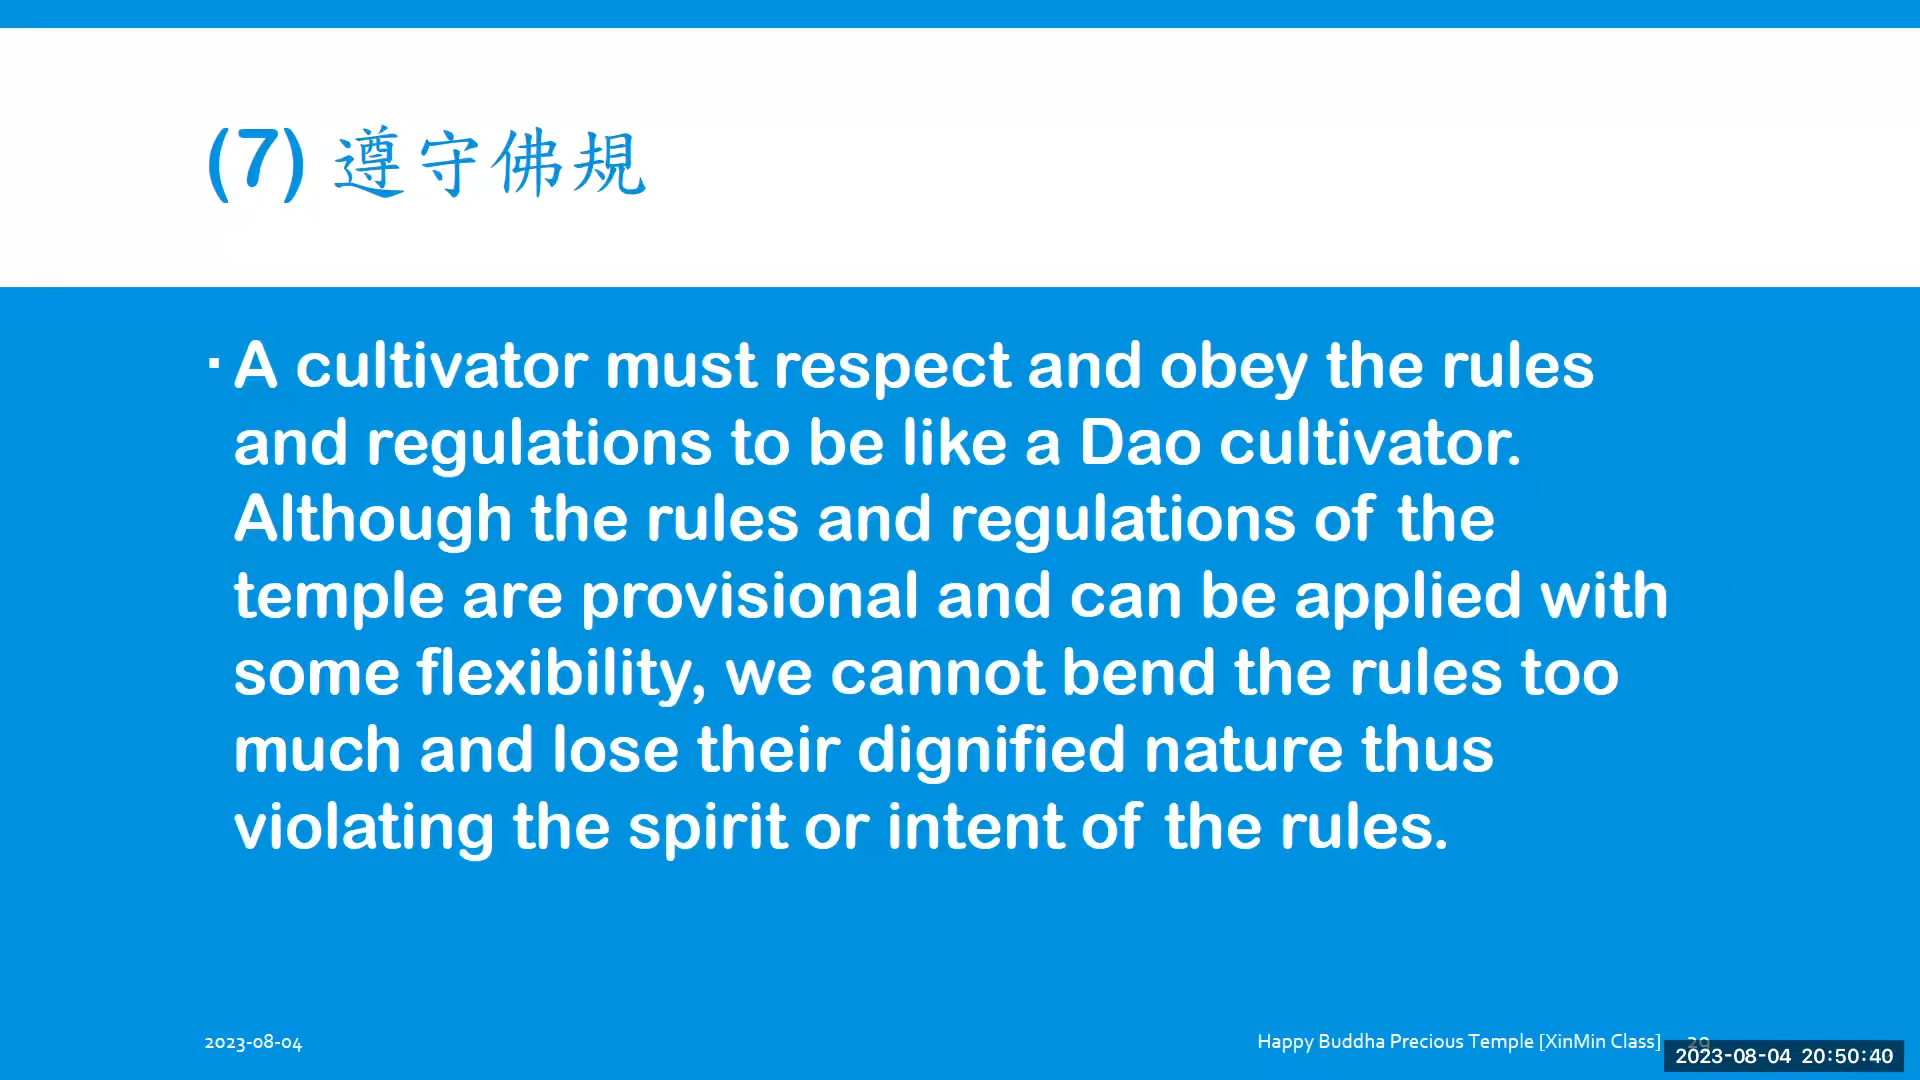 (7) 遵守佛規
▪ A cultivator must respect and obey the rules
and regulations to be like a Dao cultivator.
Although the rules and regulations of the
temple are provisional and can be applied with
some flexibility, we cannot bend the rules too
much and lose their dignified nature thus
violating the spirit or intent of the rules.
2023-08-04
Happy Buddha Precious Temple [XinMin Class]
29
2023-08-04 20:50:40